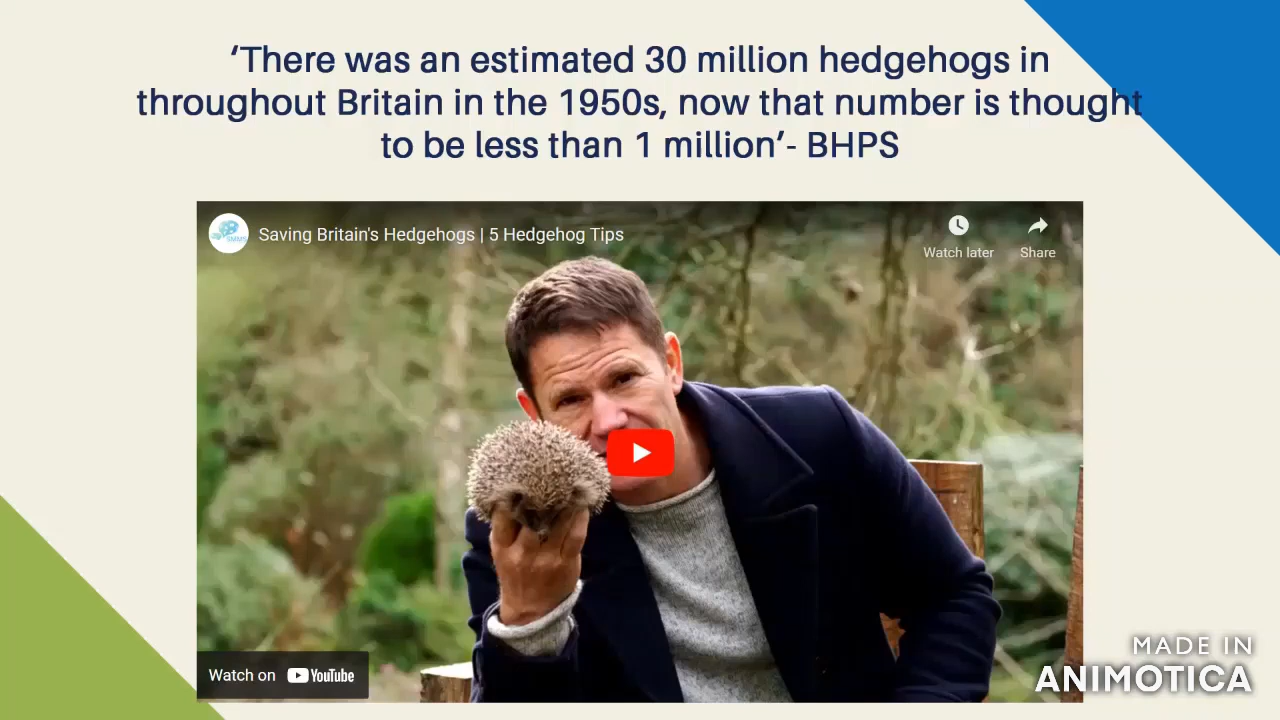 ‘There was an estimated 30 million hedgehogs in
throughout Britain in the 1950s, now that number is thought
to be less than 1 million’- BHPS
Saving Britain's Hedgehogs | 5 Hedgehog Tips
Watch later
Share
Watch on YouTube
MADE IN
ANIMOTICA